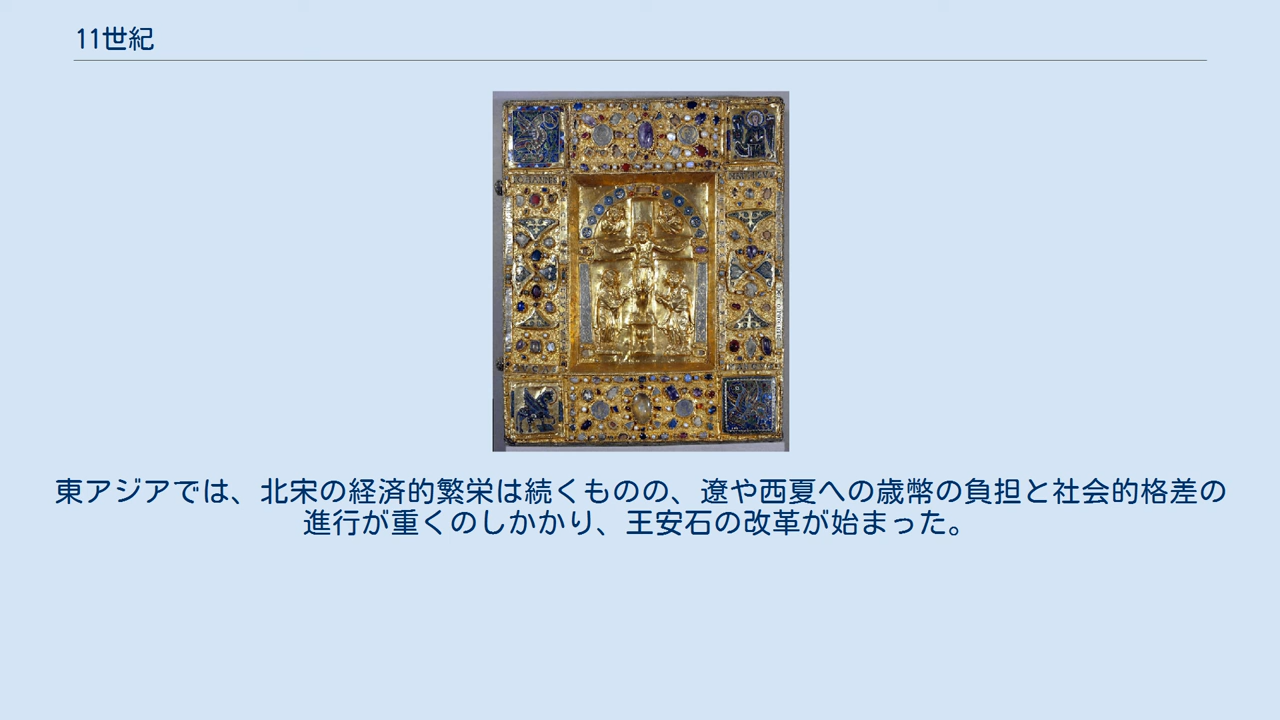 11世紀
東アジアでは、北宋の経済的繁栄は続くものの、遼や西夏への歳幣の負担と社会的格差の
進行が重くのしかかり、王安石の改革が始まった。